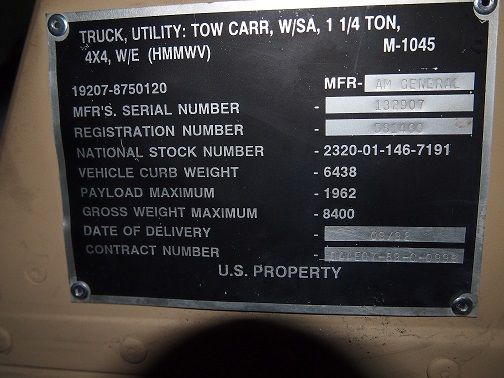 TRUCK, UTILITY: TOW CARR, W/SA, 1 1/4 TON,
4X4, W/E (HMMWV) M-1045
19207-8750120 MFR- AM GENERAL
MFR'S. SERIAL NUMBER - 132907
REGISTRATION NUMBER -
NATIONAL STOCK NUMBER - 2320-01-146-7191
VEHICLE CURB WEIGHT - 6438
PAYLOAD MAXIMUM - 1962
GROSS WEIGHT MAXIMUM - 8400
DATE OF DELIVERY -
CONTRACT NUMBER -
U.S. PROPERTY